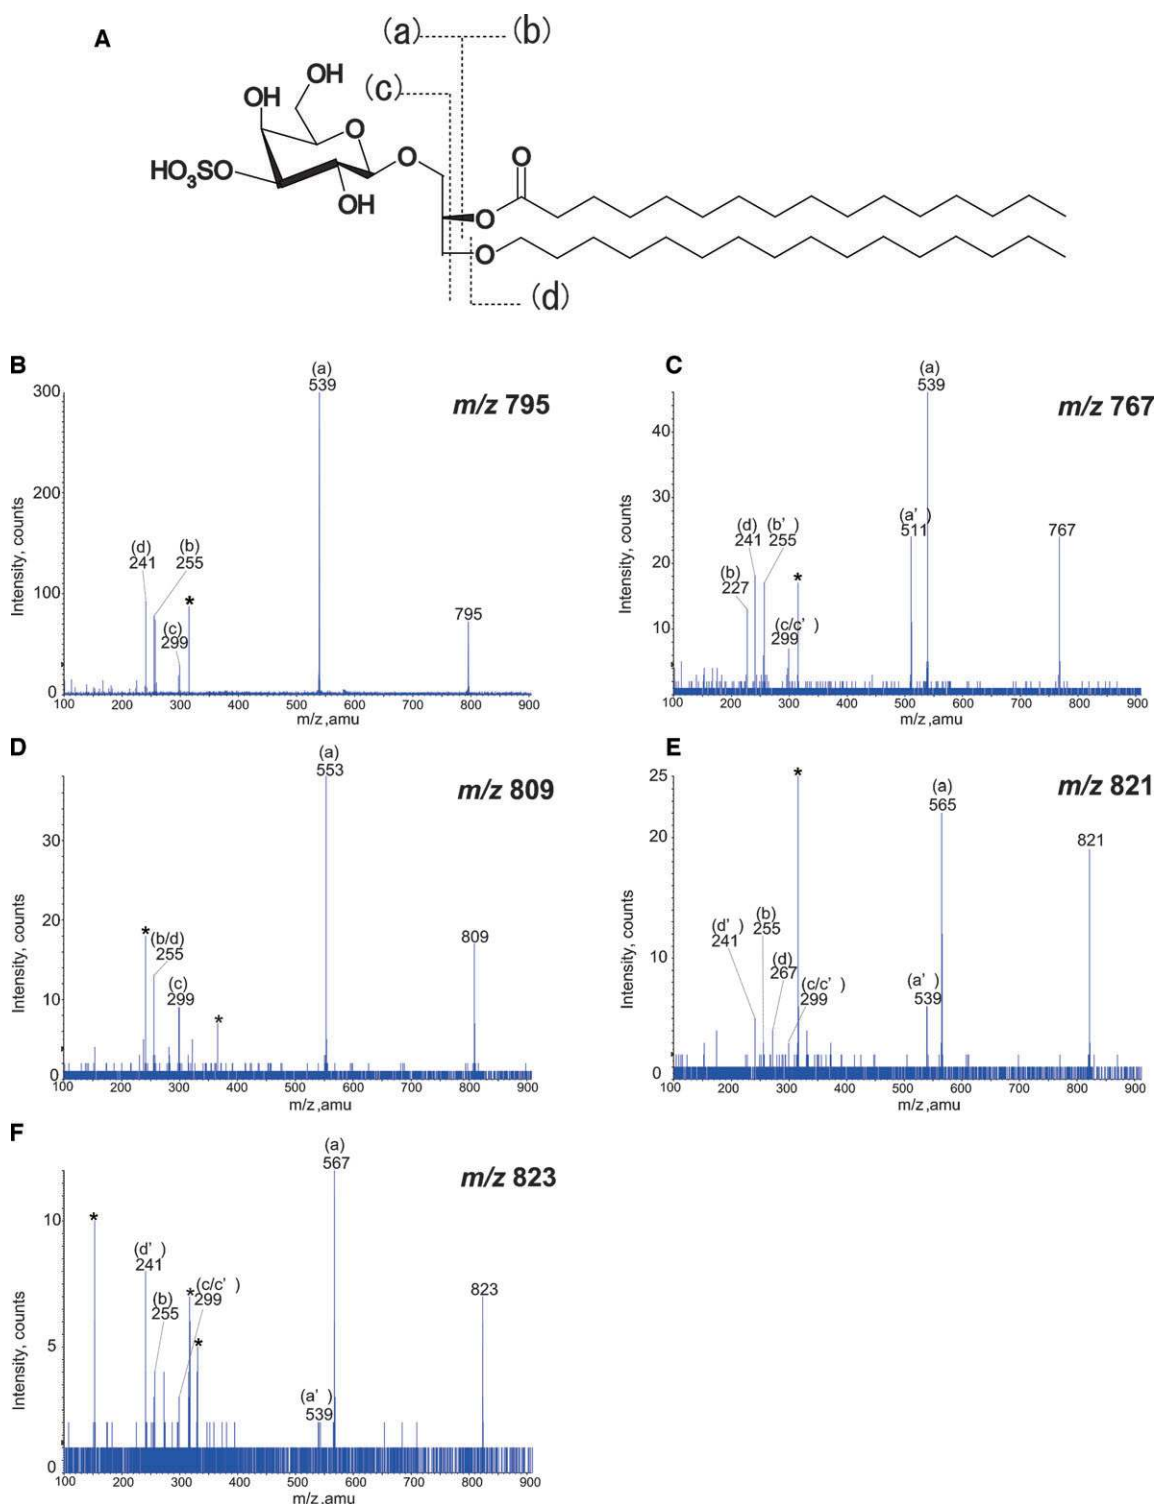 A
(a) (b)
(c)
OH
OH
O
O
HO₃SO
OH
O
O
O
(d)
B
m/z 795
(a)
539
(d)
241
(b)
255
*
(c)
299
795
300
200
100
0
Intensity, counts
100 200 300 400 500 600 700 800 900
m/z ,amu
C
m/z 767
(a)
539
(a' )
511
767
(d)
241
(b' )
255
*
(b)
227
(c/c' )
299
40
30
20
10
Intensity, counts
100 200 300 400 500 600 700 800 900
m/z ,amu
D
m/z 809
(a)
553
*
(b/d)
255
(c)
299
*
809
30
20
10
0
Intensity, counts
100 200 300 400 500 600 700 800 900
m/z ,amu
E
m/z 821
*
(a)
565
821
(d' )
241
(b)
255
(d)
267
(c/c' )
299
(a' )
539
25
20
10
0
Intensity, counts
100 200 300 400 500 600 700 800 900
m/z ,amu
F
m/z 823
(a)
567
*
(d' )
241
(b)
255
*
(c/c' )
299
*
(a' )
539
823
10
5
0
Intensity, counts
100 200 300 400 500 600 700 800 900
m/z ,amu